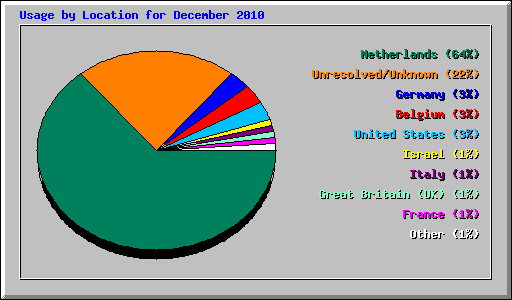 Usage by Location for December 2010
Netherlands (64%)
Unresolved/Unknown (22%)
Germany (3%)
Belgium (3%)
United States (3%)
Israel (1%)
Italy (1%)
Great Britain (UK) (1%)
France (1%)
Other (1%)